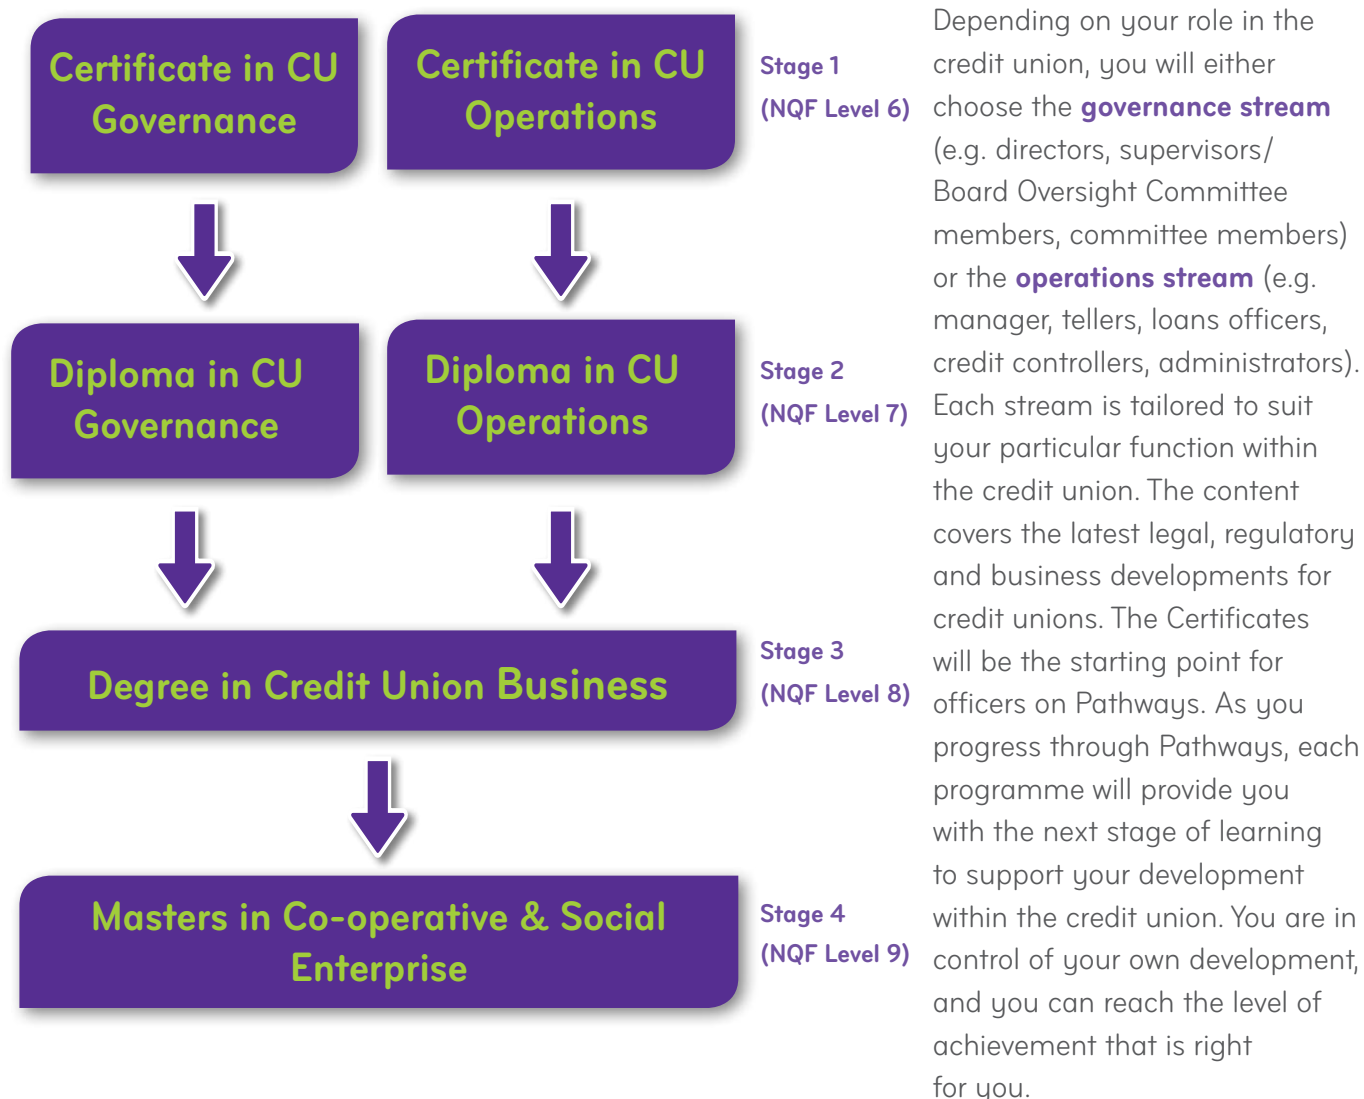 Certificate in CU
Governance
Certificate in CU
Operations
Stage 1
(NQF Level 6)
Diploma in CU
Governance
Diploma in CU
Operations
Stage 2
(NQF Level 7)
Degree in Credit Union Business
Stage 3
(NQF Level 8)
Masters in Co-operative & Social
Enterprise
Stage 4
(NQF Level 9)
Depending on your role in the
credit union, you will either
choose the governance stream
(e.g. directors, supervisors/
Board Oversight Committee
members, committee members)
or the operations stream (e.g.
manager, tellers, loans officers,
credit controllers, administrators).
Each stream is tailored to suit
your particular function within
the credit union. The content
covers the latest legal, regulatory
and business developments for
credit unions. The Certificates
will be the starting point for
officers on Pathways. As you
progress through Pathways, each
programme will provide you
with the next stage of learning
to support your development
within the credit union. You are in
control of your own development,
and you can reach the level of
achievement that is right
for you.